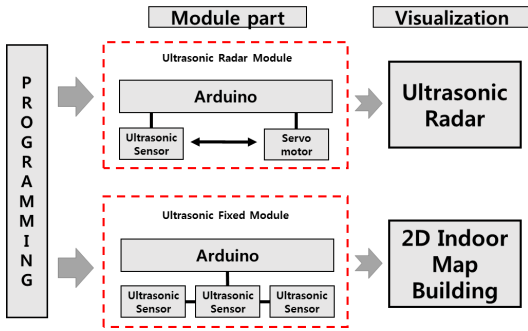 Module part
Visualization
PROGRAMMING
Ultrasonic Radar Module
Arduino
Ultrasonic
Sensor
Servo
motor
Ultrasonic
Radar
Ultrasonic Fixed Module
Arduino
Ultrasonic
Sensor
Ultrasonic
Sensor
Ultrasonic
Sensor
2D Indoor
Map
Building